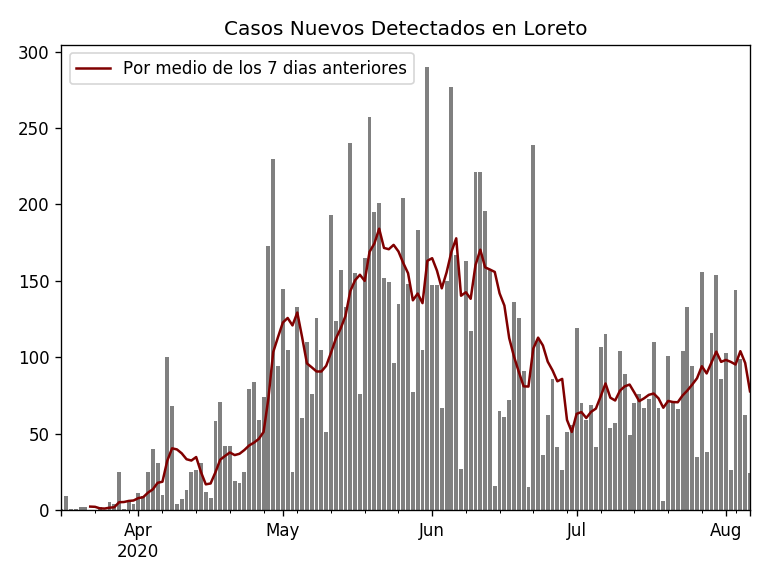 Casos Nuevos Detectados en Loreto
Por medio de los 7 dias anteriores
300
250
200
150
100
50
0
Apr
2020
May
Jun
Jul
Aug